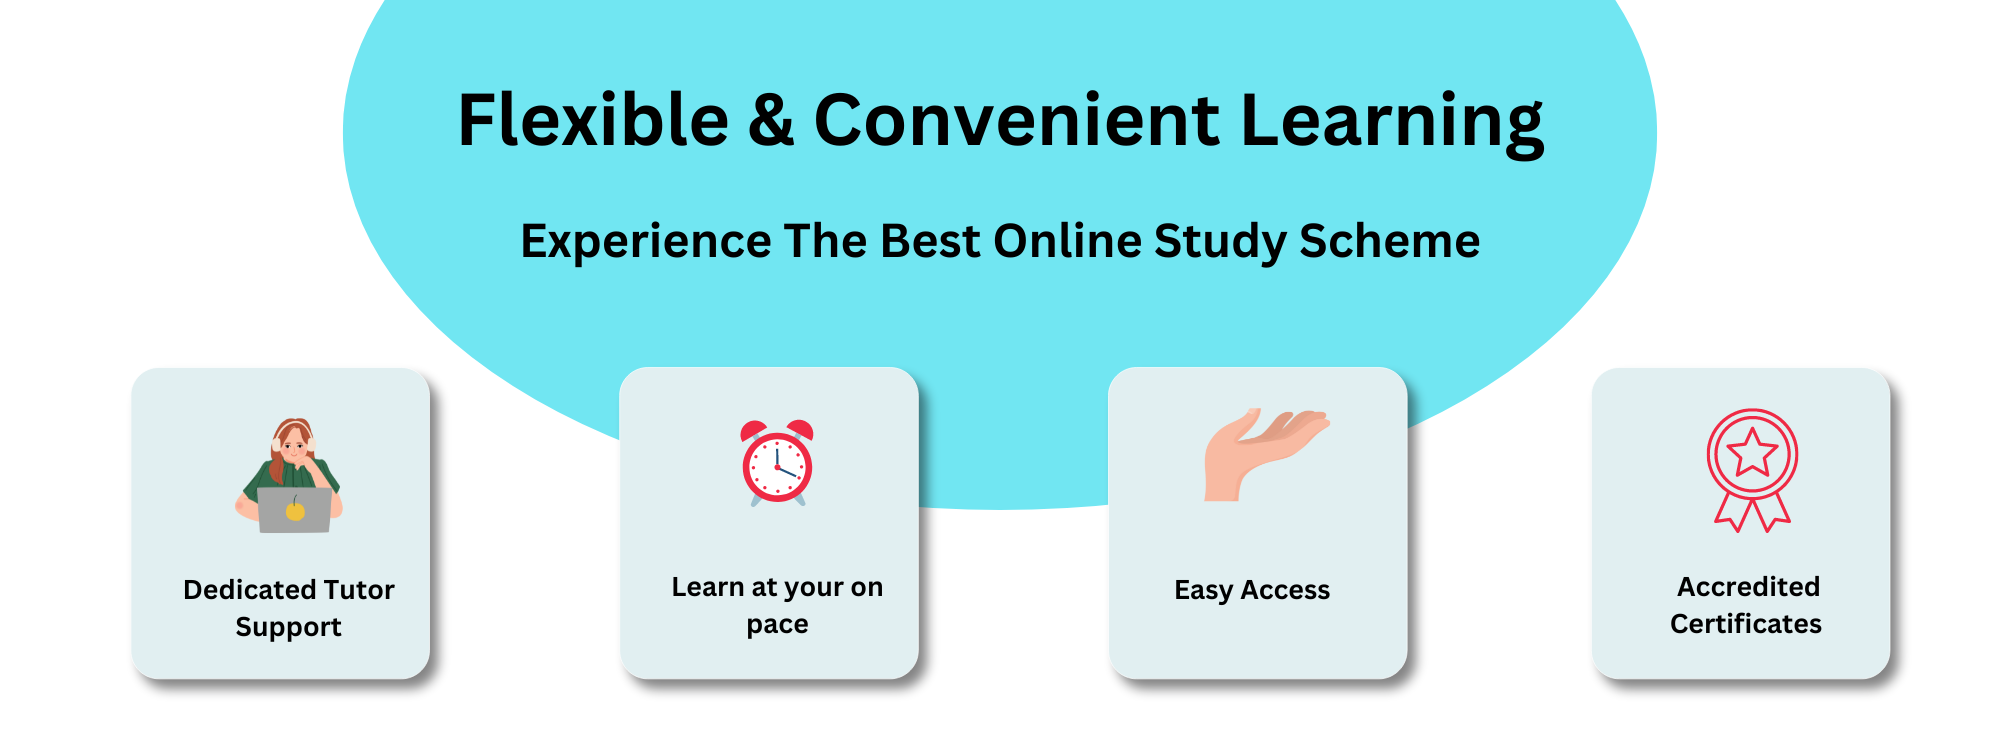 Flexible & Convenient Learning
Experience The Best Online Study Scheme
Dedicated Tutor
Support
Learn at your on
pace
Easy Access
Accredited
Certificates